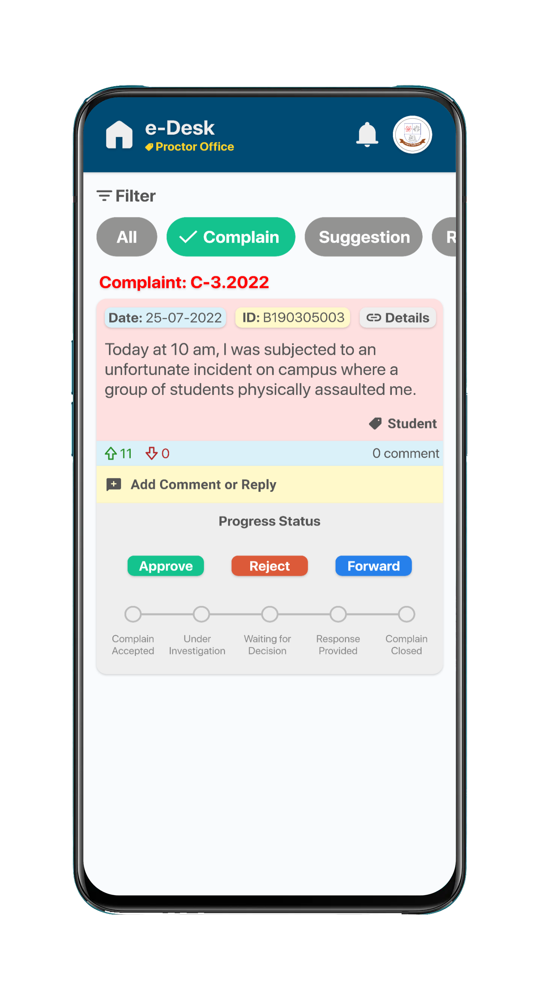 e-Desk
Proctor Office
Filter
All
Complain
Suggestion
R
Complaint: C-3.2022
Date: 25-07-2022
ID: B190305003
Details
Today at 10 am, I was subjected to an
unfortunate incident on campus where a
group of students physically assaulted me.
Student
11
0
0 comment
Add Comment or Reply
Progress Status
Approve
Reject
Forward
Complain
Accepted
Under
Investigation
Waiting for
Decision
Response
Provided
Complain
Closed